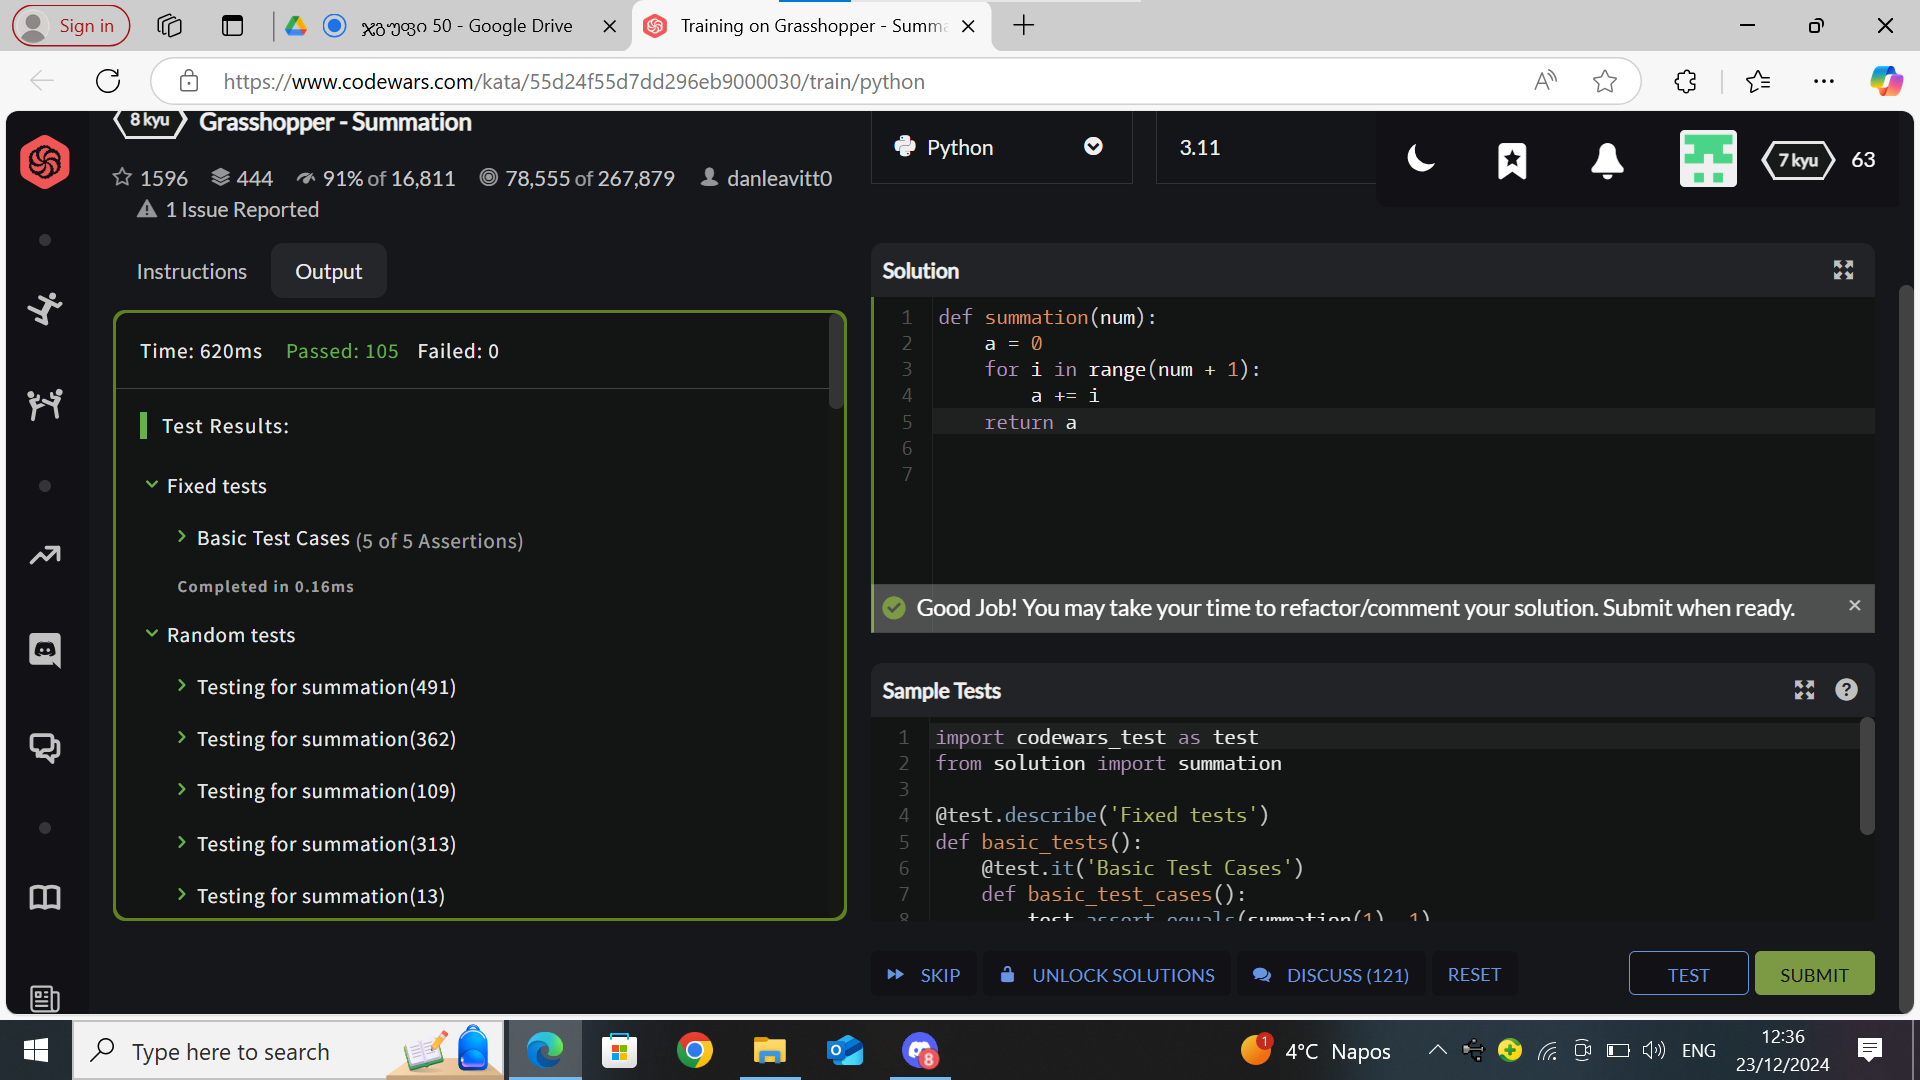 Sign in
ჯგუფი 50 - Google Drive
Training on Grasshopper - Summa
https://www.codewars.com/kata/55d24f55d7dd296eb9000030/train/python
8 kyu Grasshopper - Summation
1596 444 91% of 16,811 78,555 of 267,879 danleavitt0
1 Issue Reported
Python
3.11
7 kyu 63
Instructions
Output
Time: 620ms Passed: 105 Failed: 0
Test Results:
Fixed tests
Basic Test Cases (5 of 5 Assertions)
Completed in 0.16ms
Random tests
Testing for summation(491)
Testing for summation(362)
Testing for summation(109)
Testing for summation(313)
Testing for summation(13)
Solution
1 def summation(num):
2     a = 0
3     for i in range(num + 1):
4         a += i
5     return a
6
7
Good Job! You may take your time to refactor/comment your solution. Submit when ready.
Sample Tests
1 import codewars_test as test
2 from solution import summation
3
4 @test.describe('Fixed tests')
5 def basic_tests():
6     @test.it('Basic Test Cases')
7     def basic_test_cases():
8         test.assert_equals(summation(1), 1)
SKIP
UNLOCK SOLUTIONS
DISCUSS (121)
RESET
TEST
SUBMIT
Type here to search
8
1
4°C Napos
ENG
12:36
23/12/2024